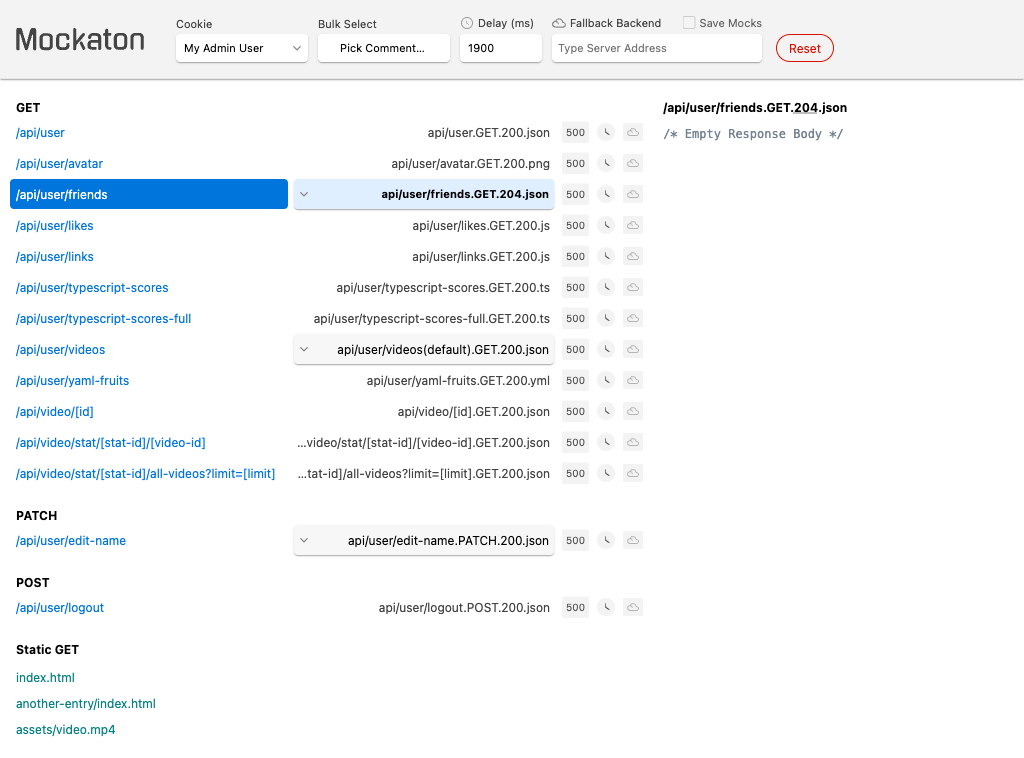 Mockaton
Cookie
My Admin User
Bulk Select
Pick Comment...
Delay (ms)
1900
Fallback Backend
Save Mocks
Type Server Address
Reset
GET
/api/user api/user.GET.200.json 500
/api/user/avatar api/user/avatar.GET.200.png 500
/api/user/friends api/user/friends.GET.204.json 500
/api/user/likes api/user/likes.GET.200.js 500
/api/user/links api/user/links.GET.200.js 500
/api/user/typescript-scores api/user/typescript-scores.GET.200.ts 500
/api/user/typescript-scores-full api/user/typescript-scores-full.GET.200.ts 500
/api/user/videos api/user/videos(default).GET.200.json 500
/api/user/yaml-fruits api/user/yaml-fruits.GET.200.yml 500
/api/video/[id] api/video/[id].GET.200.json 500
/api/video/stat/[stat-id]/[video-id] ...video/stat/[stat-id]/[video-id].GET.200.json 500
/api/video/stat/[stat-id]/all-videos?limit=[limit] ...tat-id]/all-videos?limit=[limit].GET.200.json 500
PATCH
/api/user/edit-name api/user/edit-name.PATCH.200.json 500
POST
/api/user/logout api/user/logout.POST.200.json 500
Static GET
index.html
another-entry/index.html
assets/video.mp4
/api/user/friends.GET.204.json
/* Empty Response Body */